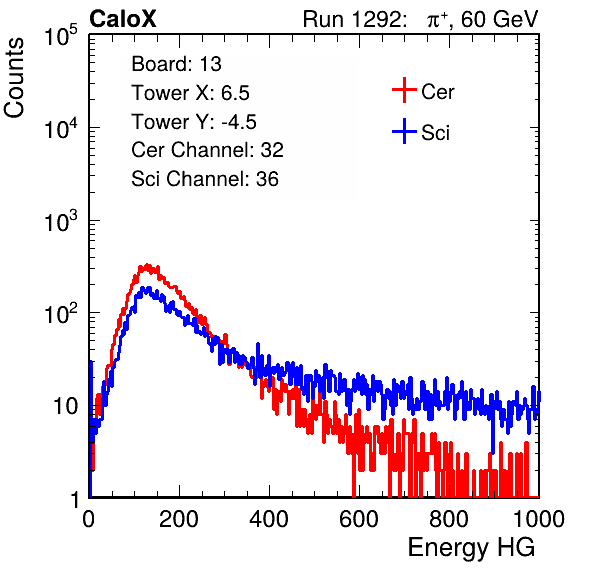 CaloX Run 1292: π⁺, 60 GeV
Counts
Board: 13
Tower X: 6.5
Tower Y: -4.5
Cer Channel: 32
Sci Channel: 36
Cer
Sci
10⁵
10⁴
10³
10²
10
1
0 200 400 600 800 1000
Energy HG